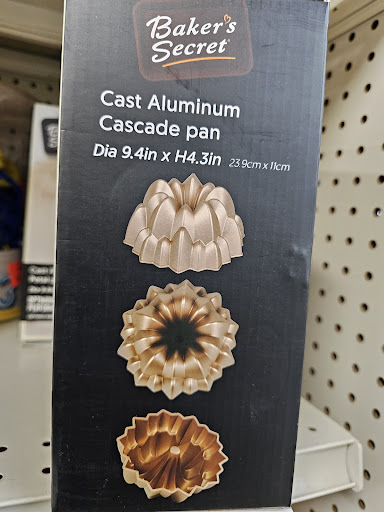 Baker's
Secret
Cast Aluminum
Cascade pan
Dia 9.4in x H4.3in 23.9cm x 11cm